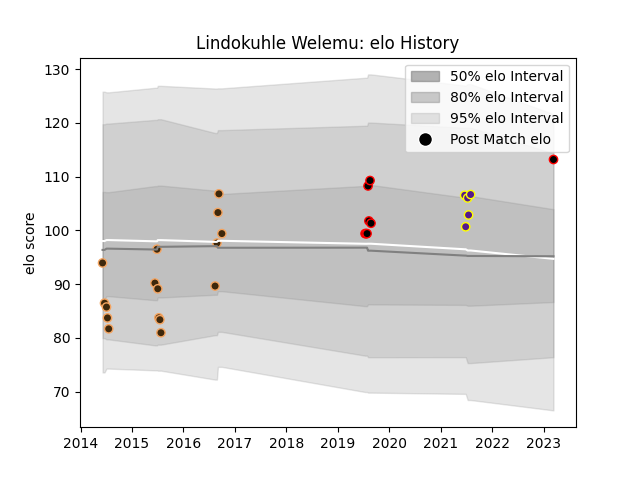 Lindokuhle Welemu: elo History
elo score
130
120
110
100
90
80
70
50% elo Interval
80% elo Interval
95% elo Interval
Post Match elo
2014 2015 2016 2017 2018 2019 2020 2021 2022 2023